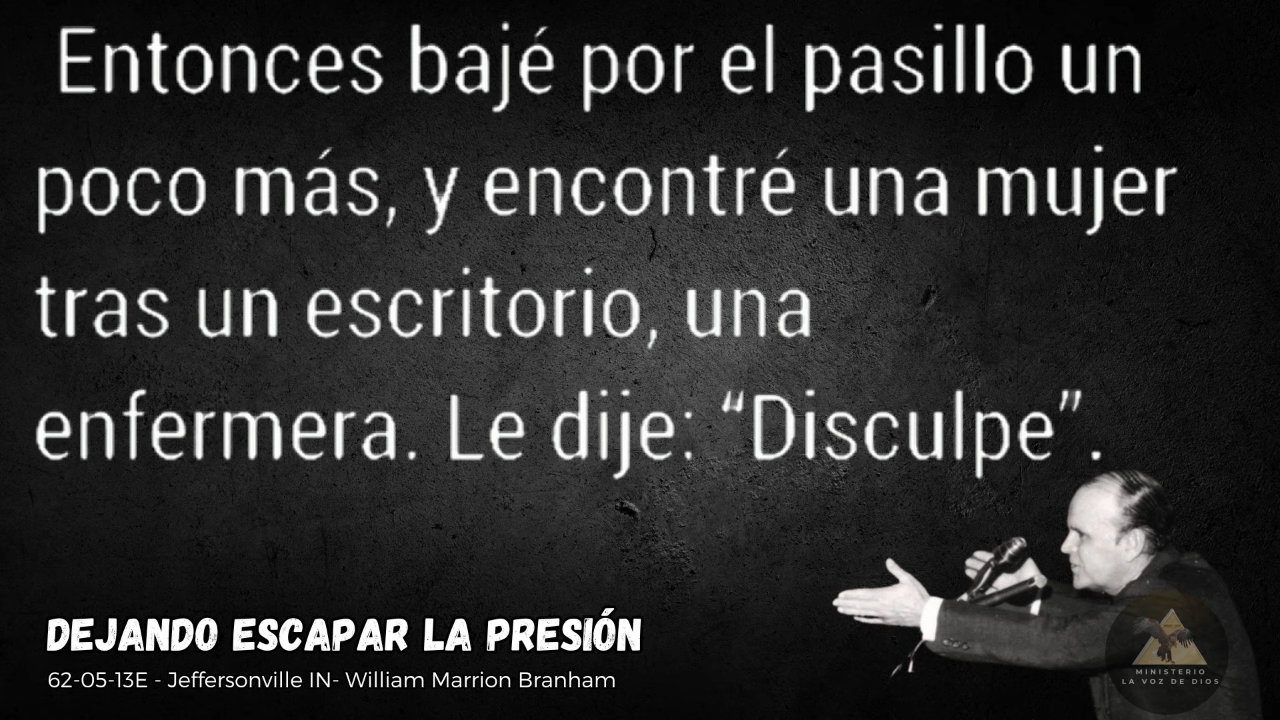 Entonces bajé por el pasillo un
poco más, y encontré una mujer
tras un escritorio, una
enfermera. Le dije: “Disculpe”.
DEJANDO ESCAPAR LA PRESIÓN
62-05-13E - Jeffersonville IN- William Marrion Branham
MINISTERIO
LA VOZ DE DIOS